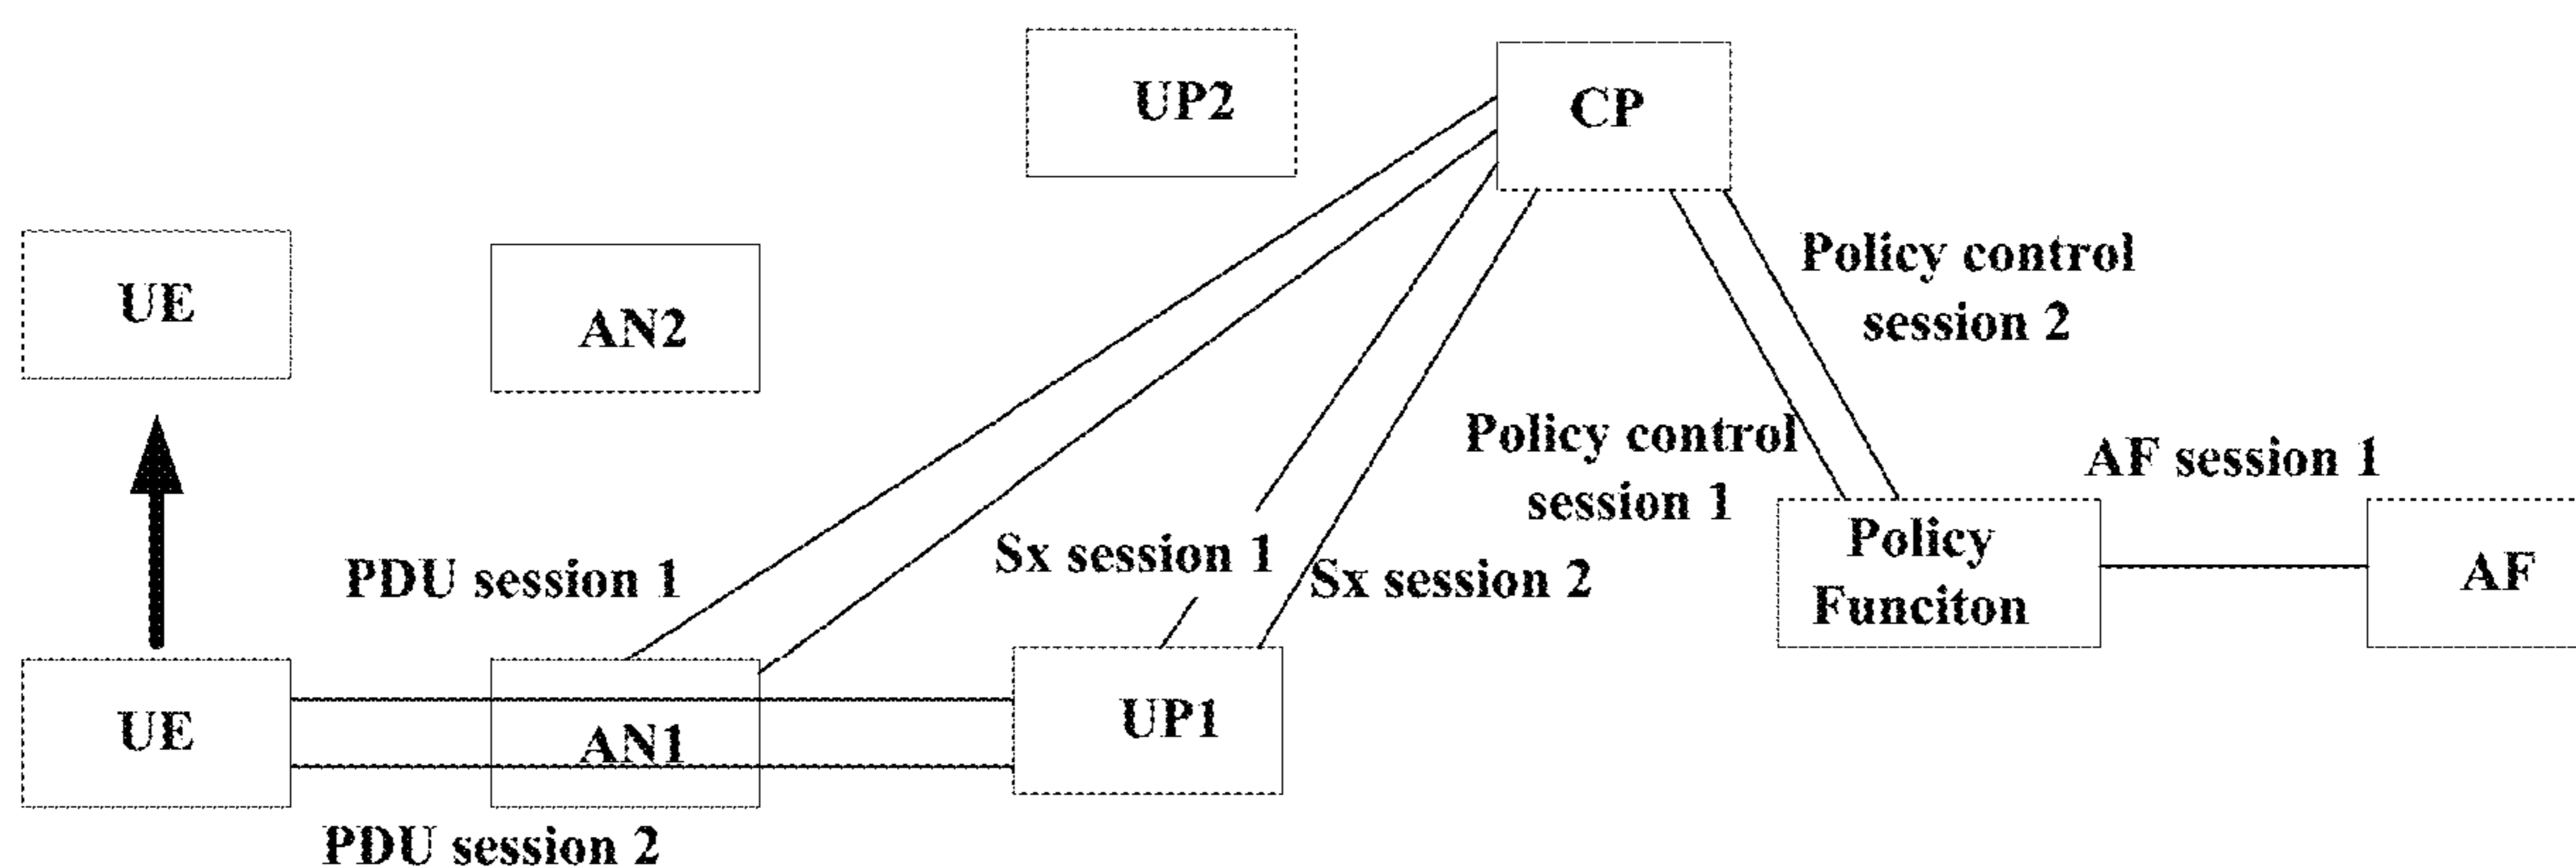 UP2
CP
UE
AN2
Policy control
session 2
Policy control
session 1
AF session 1
PDU session 1
Sx session 1
Sx session 2
Policy
Funciton
AF
UE
AN1
UP1
PDU session 2